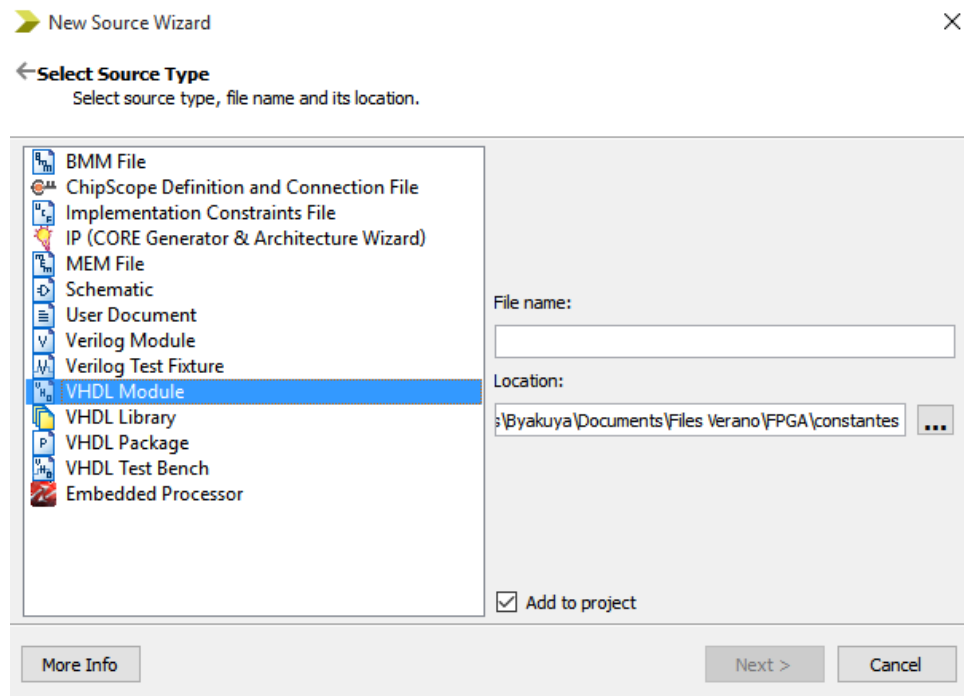 New Source Wizard
Select Source Type
Select source type, file name and its location.
BMM File
ChipScope Definition and Connection File
Implementation Constraints File
IP (CORE Generator & Architecture Wizard)
MEM File
Schematic
User Document
Verilog Module
Verilog Test Fixture
VHDL Module
VHDL Library
VHDL Package
VHDL Test Bench
Embedded Processor
File name:
Location:
s\Byakuya\Documents\Files Verano\FPGA\constantes
...
Add to project
More Info
Next >
Cancel